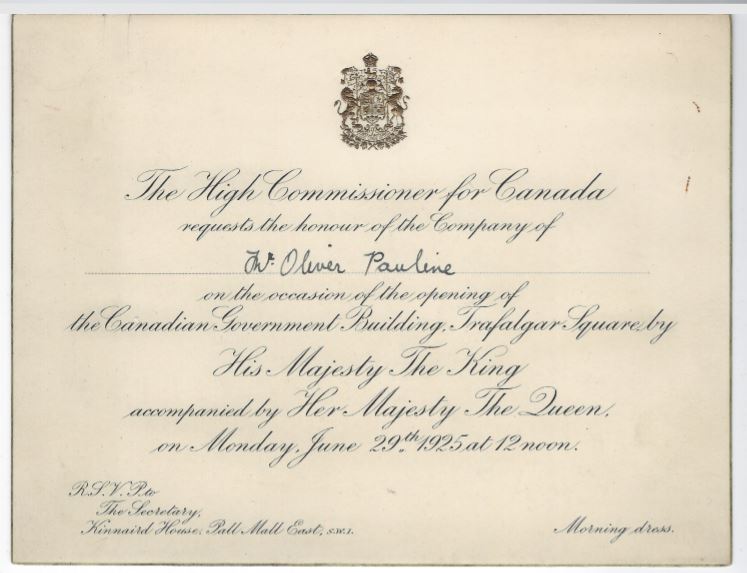 The High Commissioner for Canada
requests the honour of the Company of
Mr. Oliver Pauline
on the occasion of the opening of
the Canadian Government Building, Trafalgar Square, by
His Majesty The King
accompanied by Her Majesty The Queen,
on Monday, June 29th. 1925, at 12 noon.
R.S.V.P. to
The Secretary,
Kinnaird House, Pall Mall East, S.W.1.
Morning dress.